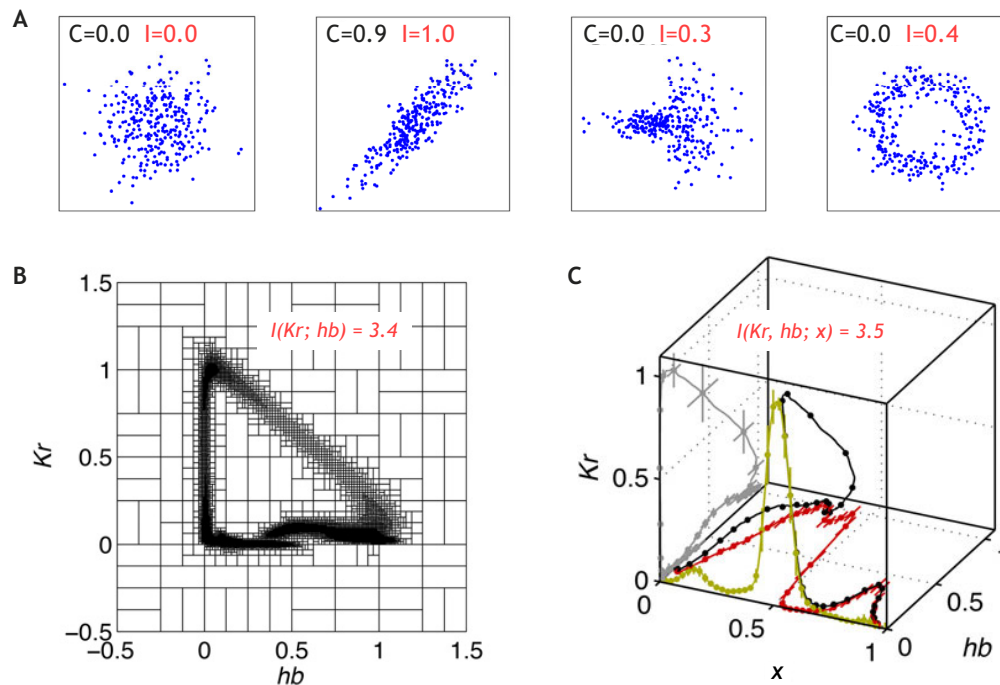 A
C=0.0 I=0.0
C=0.9 I=1.0
C=0.0 I=0.3
C=0.0 I=0.4
B
1.5
1
0.5
0
−0.5
Kr
I(Kr; hb) = 3.4
−0.5
0
0.5
1
1.5
hb
C
I(Kr, hb; x) = 3.5
Kr
1
0.5
0
0
0.5
1
x
0
0.5
hb